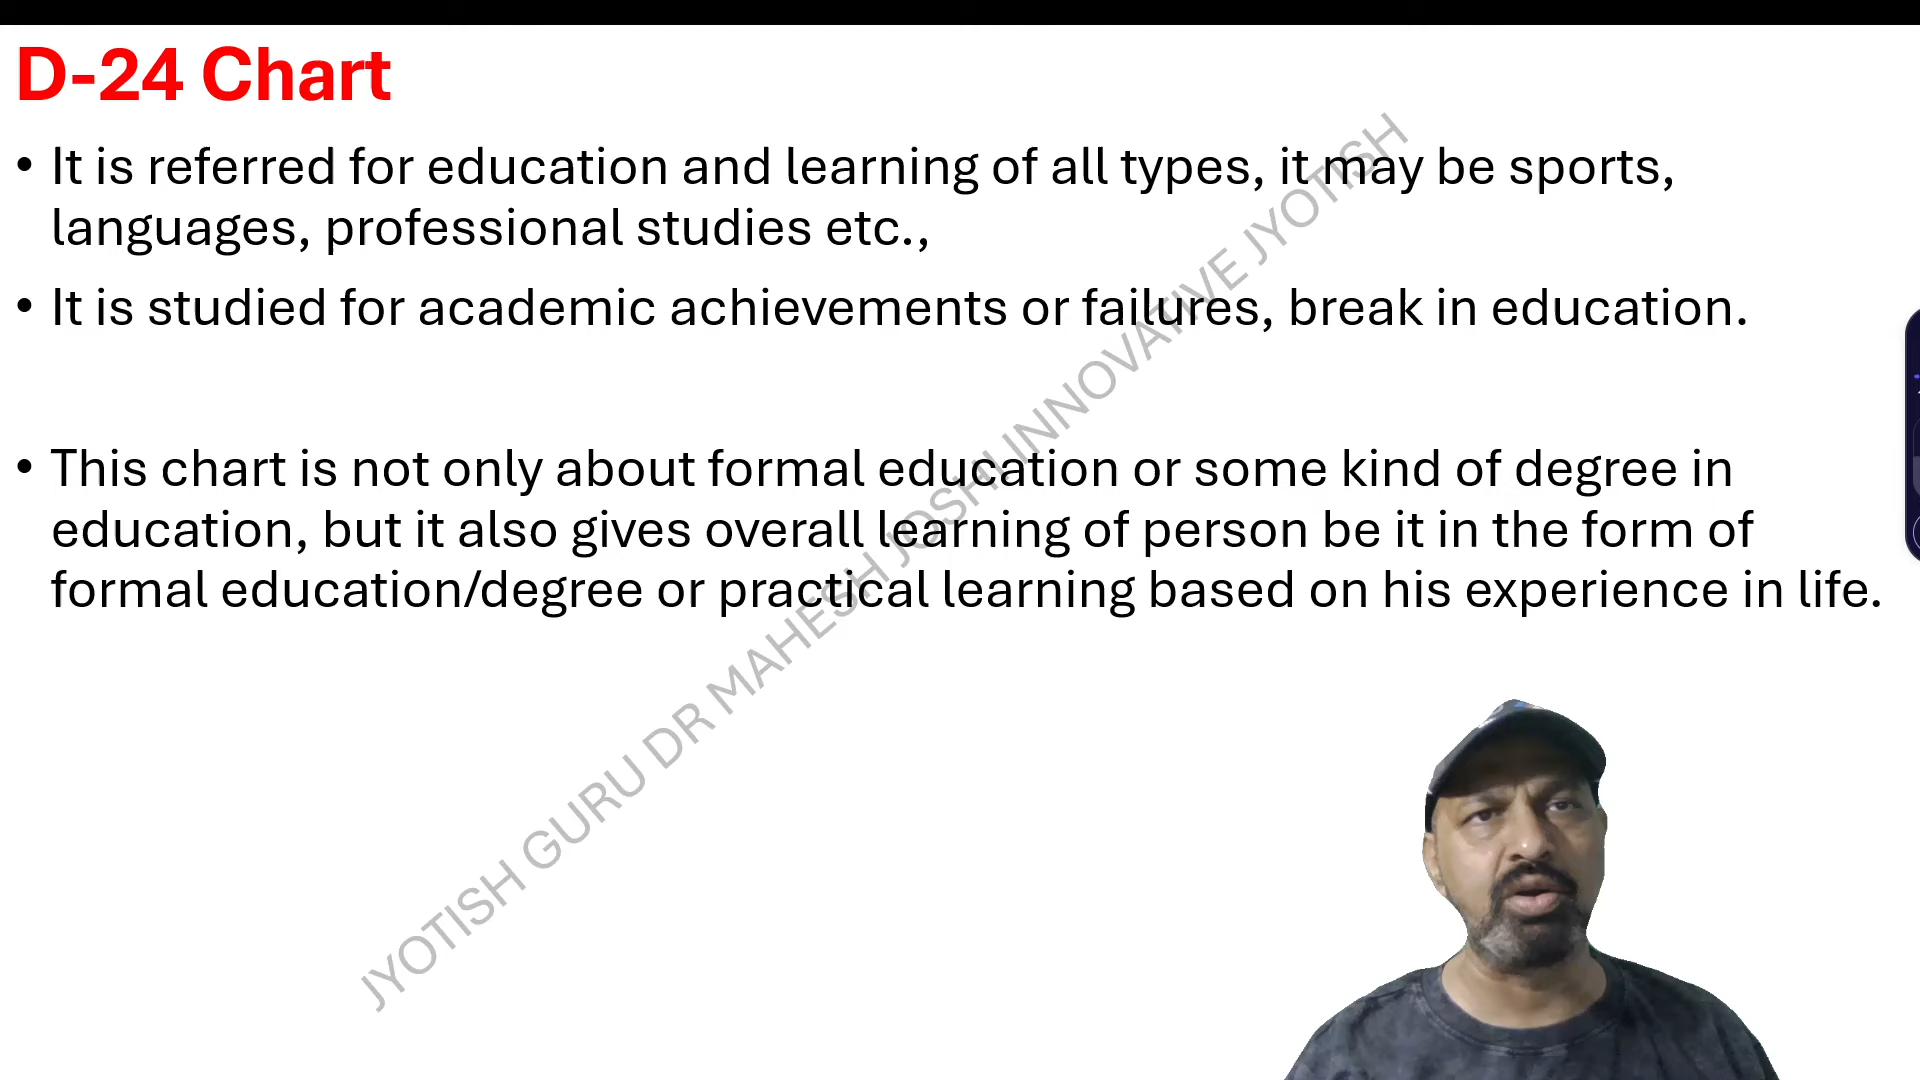 D-24 Chart
• It is referred for education and learning of all types, it may be sports,
languages, professional studies etc.,
• It is studied for academic achievements or failures, break in education.
• This chart is not only about formal education or some kind of degree in
education, but it also gives overall learning of person be it in the form of
formal education/degree or practical learning based on his experience in life.
JYOTISH GURU DR MAHESH JOSHI INNOVATIVE JYOTISH